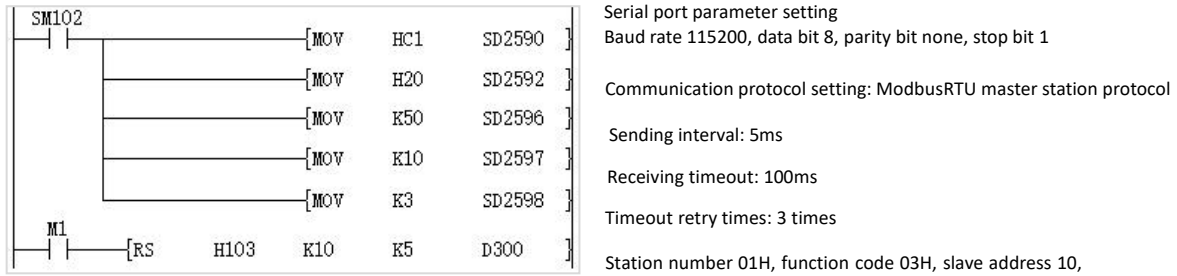 SM102
[MOV HC1 SD2590 ]
Serial port parameter setting
Baud rate 115200, data bit 8, parity bit none, stop bit 1
[MOV H20 SD2592 ]
Communication protocol setting: ModbusRTU master station protocol
[MOV K50 SD2596 ]
Sending interval: 5ms
[MOV K10 SD2597 ]
Receiving timeout: 100ms
[MOV K3 SD2598 ]
Timeout retry times: 3 times
M1
[RS H103 K10 K5 D300 ]
Station number 01H, function code 03H, slave address 10,